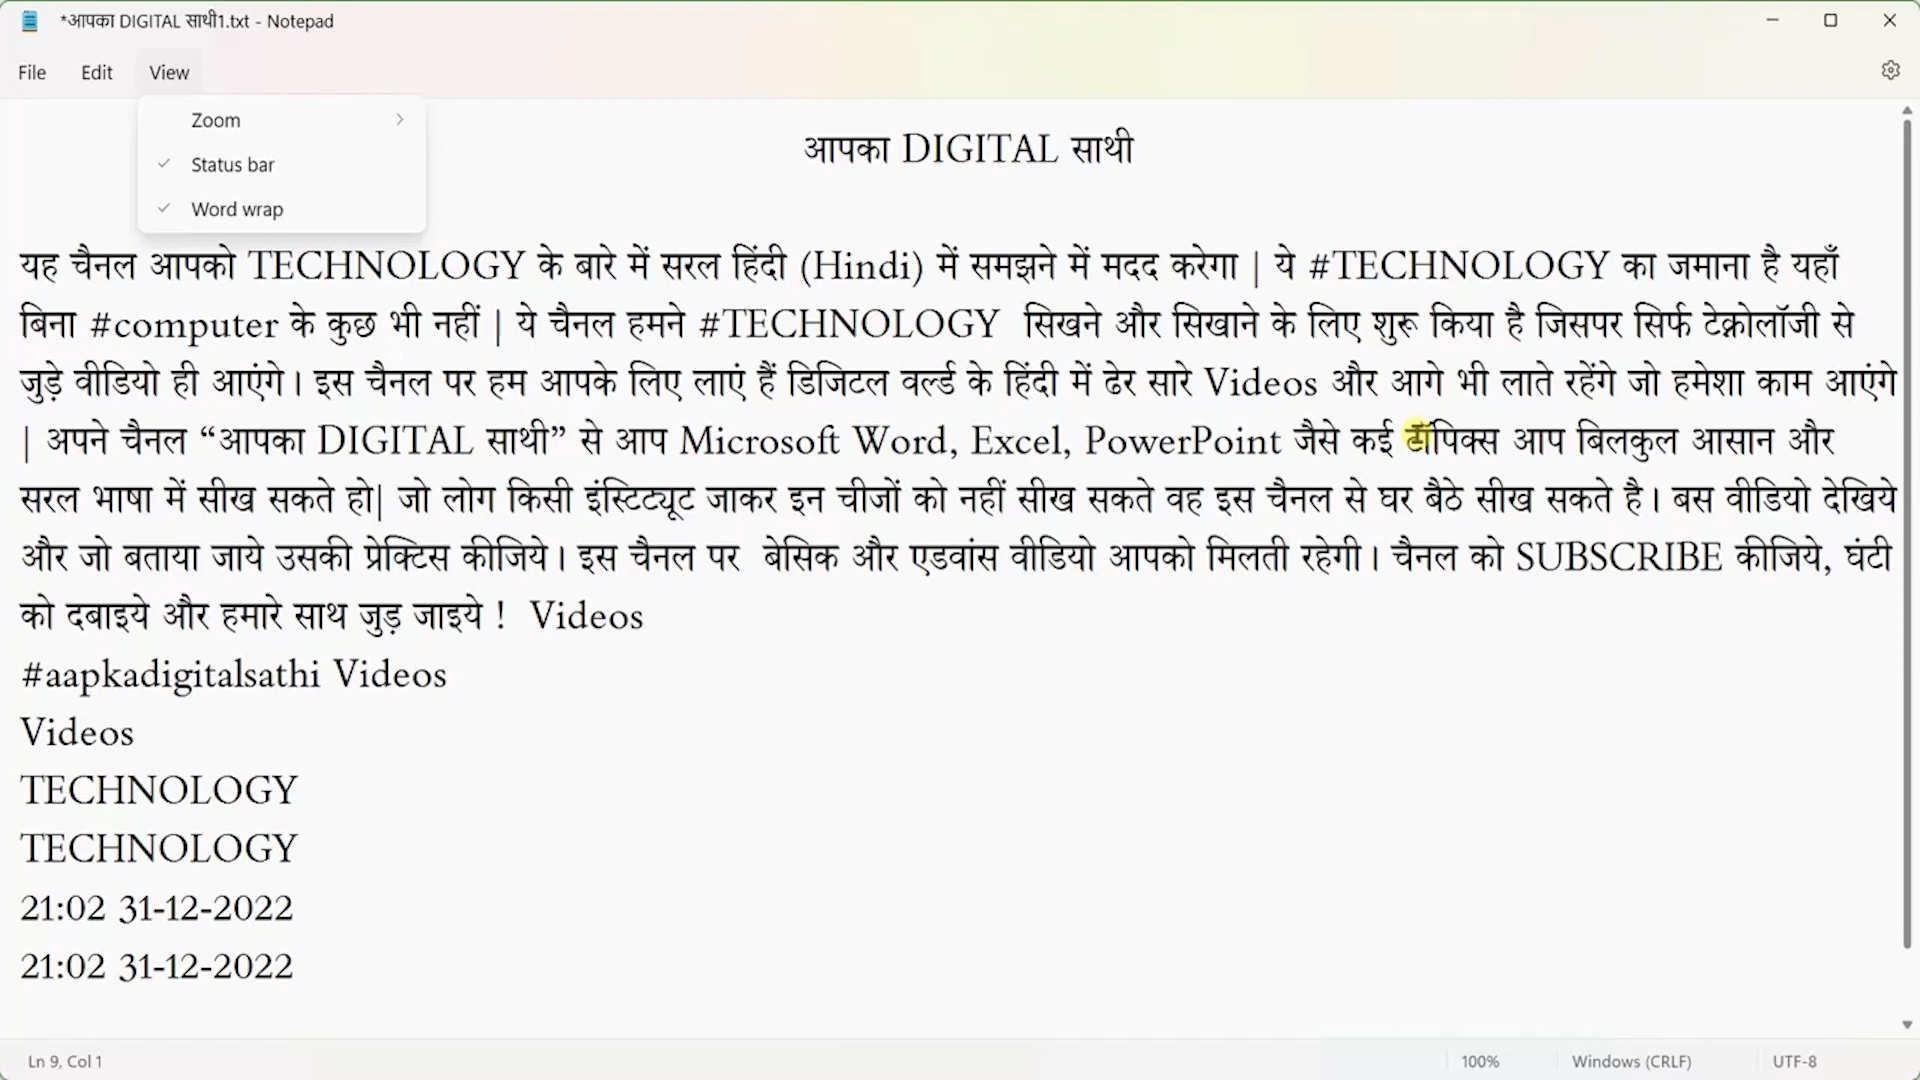 *आपका DIGITAL साथी1.txt - Notepad
File Edit View
Zoom
Status bar
Word wrap
आपका DIGITAL साथी
यह चैनल आपको TECHNOLOGY के बारे में सरल हिंदी (Hindi) में समझने में मदद करेगा | ये #TECHNOLOGY का जमाना है यहाँ
बिना #computer के कुछ भी नहीं | ये चैनल हमने #TECHNOLOGY  सिखने और सिखाने के लिए शुरू किया है जिसपर सिर्फ टेक्नोलॉजी से
जुड़े वीडियो ही आएंगे। इस चैनल पर हम आपके लिए लाएं हैं डिजिटल वर्ल्ड के हिंदी में ढेर सारे Videos और आगे भी लाते रहेंगे जो हमेशा काम आएंगे
| अपने चैनल “आपका DIGITAL साथी” से आप Microsoft Word, Excel, PowerPoint जैसे कई टॉपिक्स आप बिलकुल आसान और
सरल भाषा में सीख सकते हो| जो लोग किसी इंस्टिट्यूट जाकर इन चीजों को नहीं सीख सकते वह इस चैनल से घर बैठे सीख सकते है। बस वीडियो देखिये
और जो बताया जाये उसकी प्रेक्टिस कीजिये। इस चैनल पर  बेसिक और एडवांस वीडियो आपको मिलती रहेगी। चैनल को SUBSCRIBE कीजिये, घंटी
को दबाइये और हमारे साथ जुड़ जाइये !  Videos
#aapkadigitalsathi Videos
Videos
TECHNOLOGY
TECHNOLOGY
21:02 31-12-2022
21:02 31-12-2022
Ln 9, Col 1 100% Windows (CRLF) UTF-8